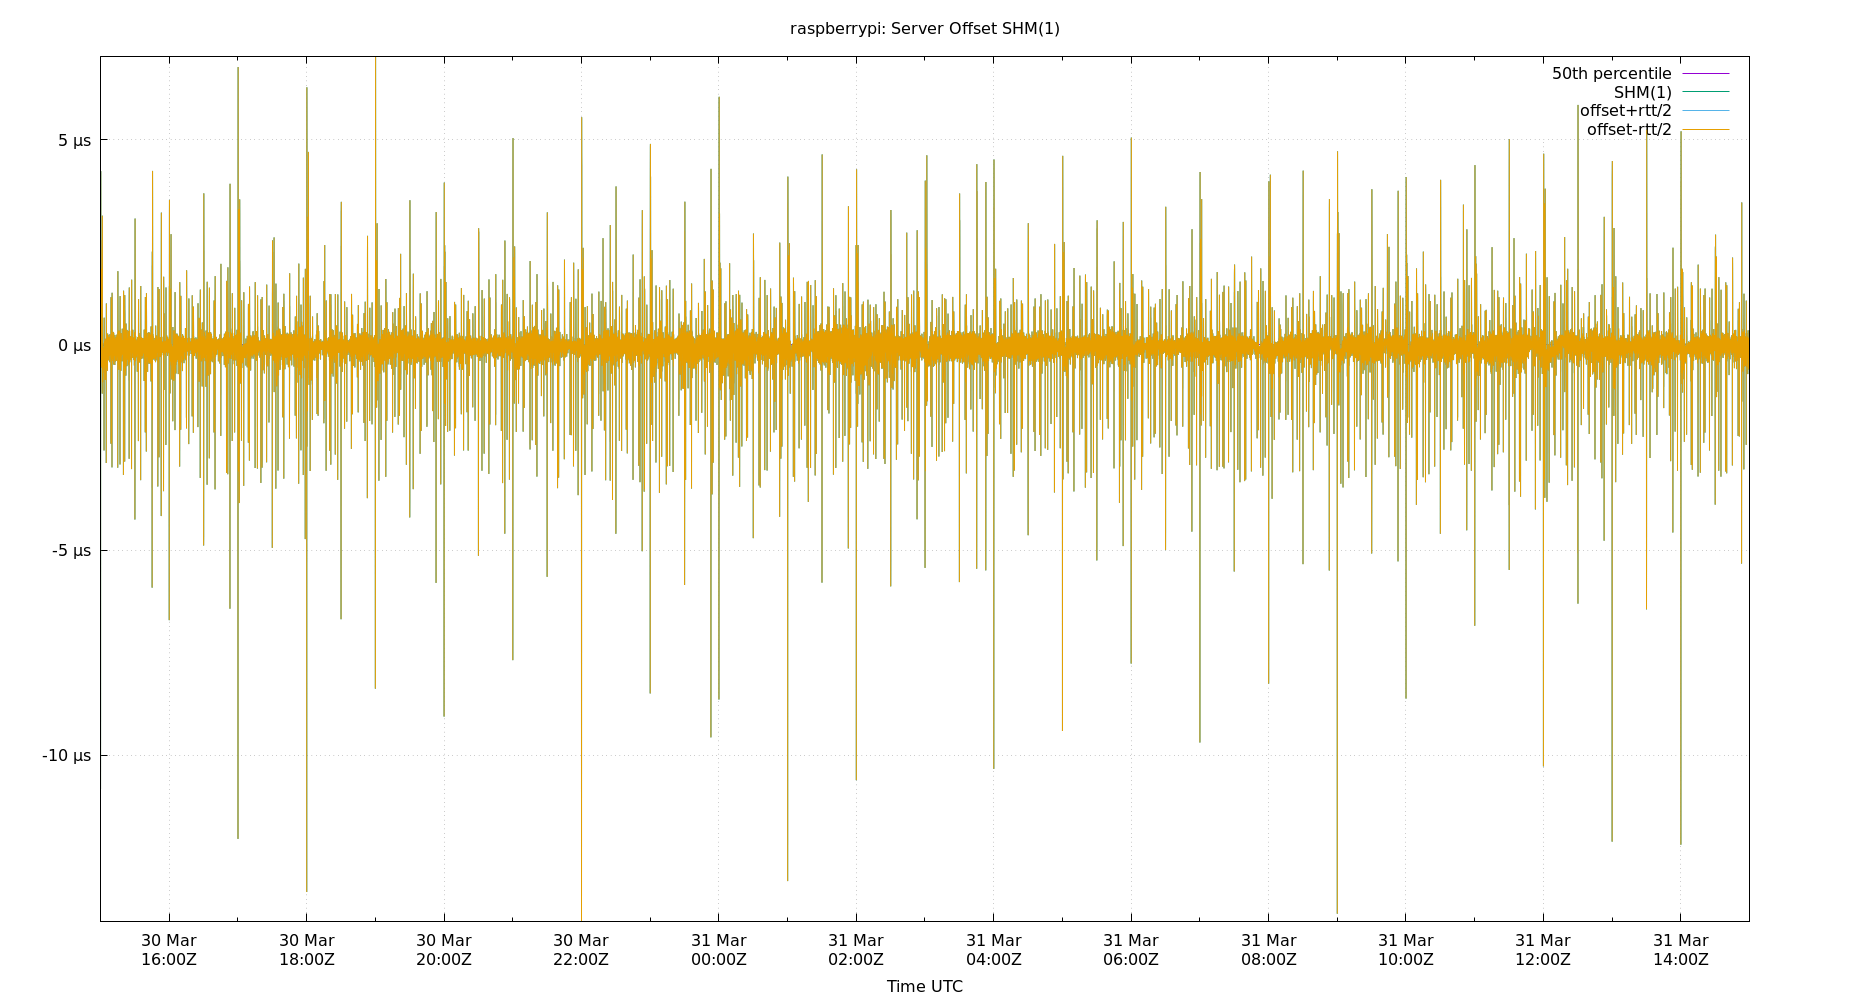 raspberrypi: Server Offset SHM(1)
50th percentile
SHM(1)
offset+rtt/2
offset-rtt/2
5 µs
0 µs
-5 µs
-10 µs
30 Mar 30 Mar 30 Mar 30 Mar 31 Mar 31 Mar 31 Mar 31 Mar 31 Mar 31 Mar 31 Mar 31 Mar
16:00Z 18:00Z 20:00Z 22:00Z 00:00Z 02:00Z 04:00Z 06:00Z 08:00Z 10:00Z 12:00Z 14:00Z
Time UTC